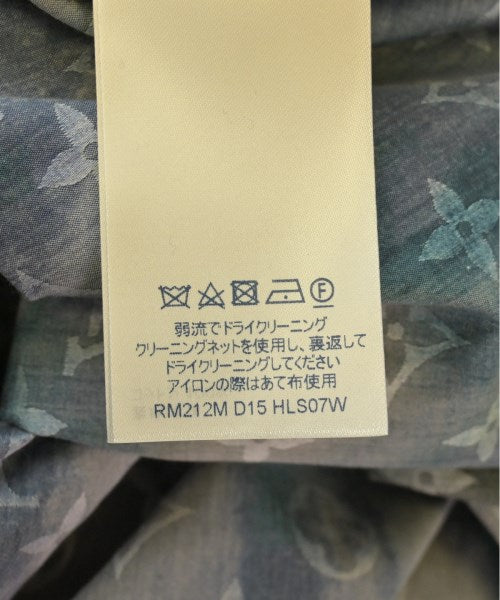 F
弱流でドライクリーニング
クリーニングネットを使用し、裏返して
ドライクリーニングしてください
アイロンの際はあて布使用
RM212M D15 HLS07W